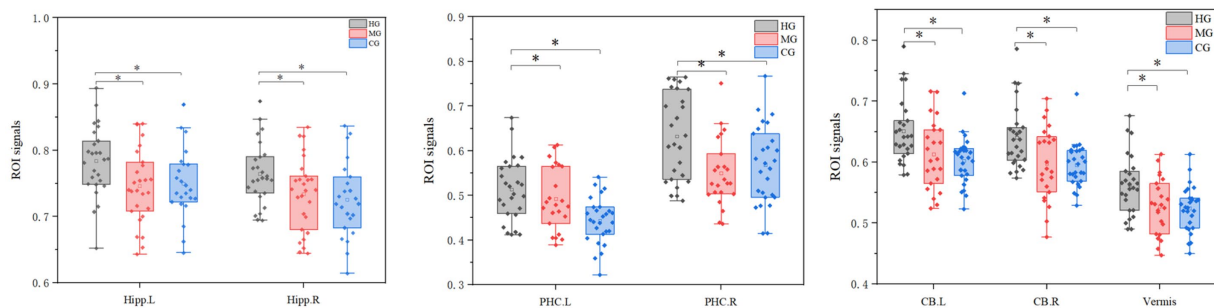 1.0
0.9
0.8
0.7
0.6
ROI signals
HG
MG
CG
*
*
*
*
Hipp.L
Hipp.R
0.9
0.8
0.7
0.6
0.5
0.4
0.3
ROI signals
HG
MG
CG
*
*
*
*
PHC.L
PHC.R
0.8
0.7
0.6
0.5
0.4
ROI signals
HG
MG
CG
*
*
*
*
*
*
CB.L
CB.R
Vermis